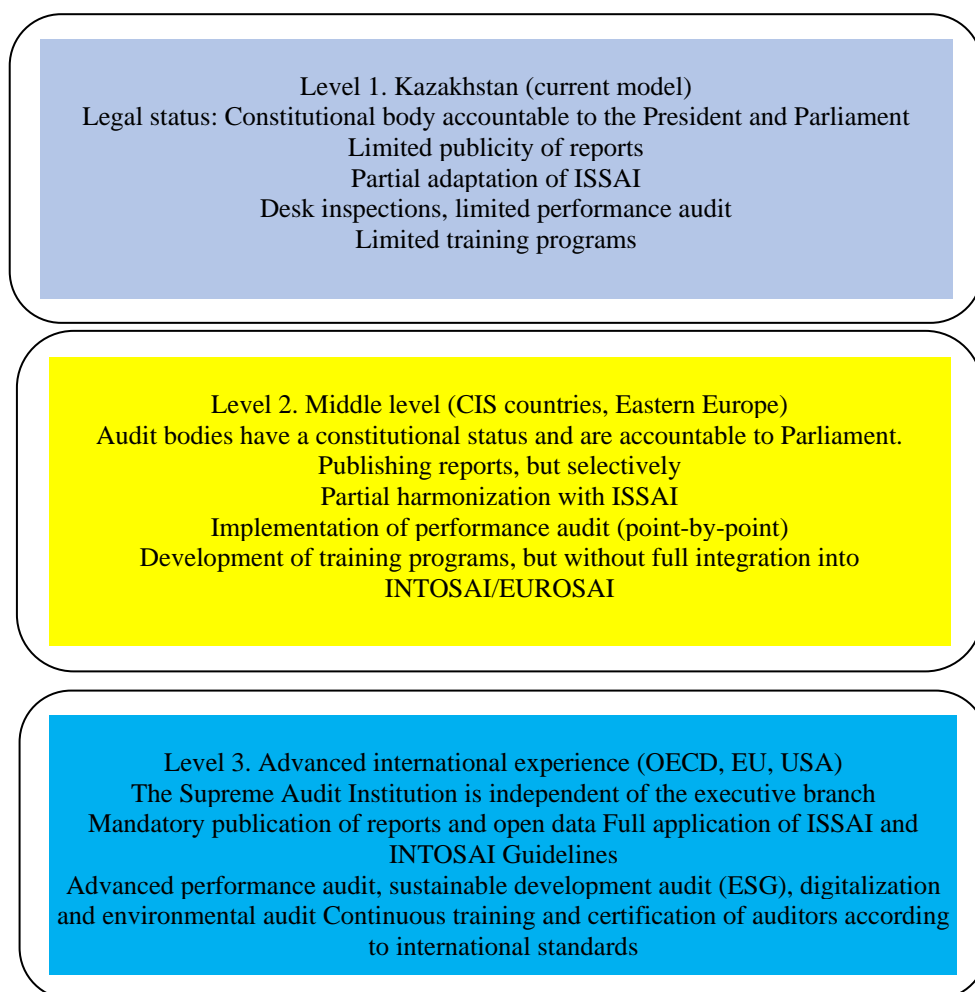 Level 1. Kazakhstan (current model)
Legal status: Constitutional body accountable to the President and Parliament
Limited publicity of reports
Partial adaptation of ISSAI
Desk inspections, limited performance audit
Limited training programs
Level 2. Middle level (CIS countries, Eastern Europe)
Audit bodies have a constitutional status and are accountable to Parliament.
Publishing reports, but selectively
Partial harmonization with ISSAI
Implementation of performance audit (point-by-point)
Development of training programs, but without full integration into
INTOSAI/EUROSAI
Level 3. Advanced international experience (OECD, EU, USA)
The Supreme Audit Institution is independent of the executive branch
Mandatory publication of reports and open data Full application of ISSAI and
INTOSAI Guidelines
Advanced performance audit, sustainable development audit (ESG), digitalization
and environmental audit Continuous training and certification of auditors according
to international standards